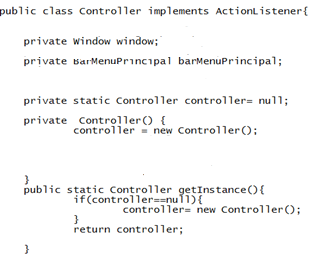 public class Controller implements ActionListener{
private Window window;
private BarMenuPrincipal barMenuPrincipal;
private static Controller controller= null;
private  Controller() {
controller = new Controller();
}
public static Controller getInstance(){
if(controller==null){
controller= new Controller();
}
return controller;
}